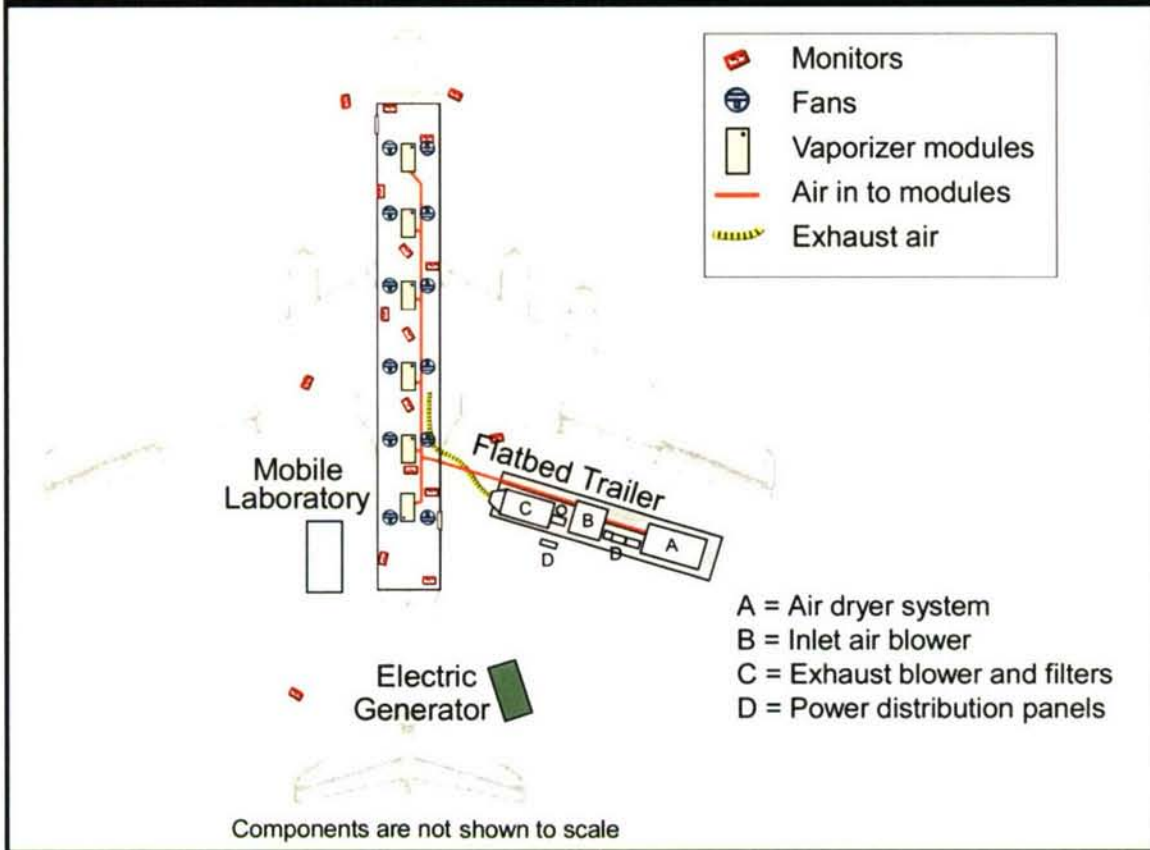 Monitors
Fans
Vaporizer modules
Air in to modules
Exhaust air
Mobile
Laboratory
Flatbed Trailer
C
B
A
D
D
A = Air dryer system
B = Inlet air blower
C = Exhaust blower and filters
D = Power distribution panels
Electric
Generator
Components are not shown to scale